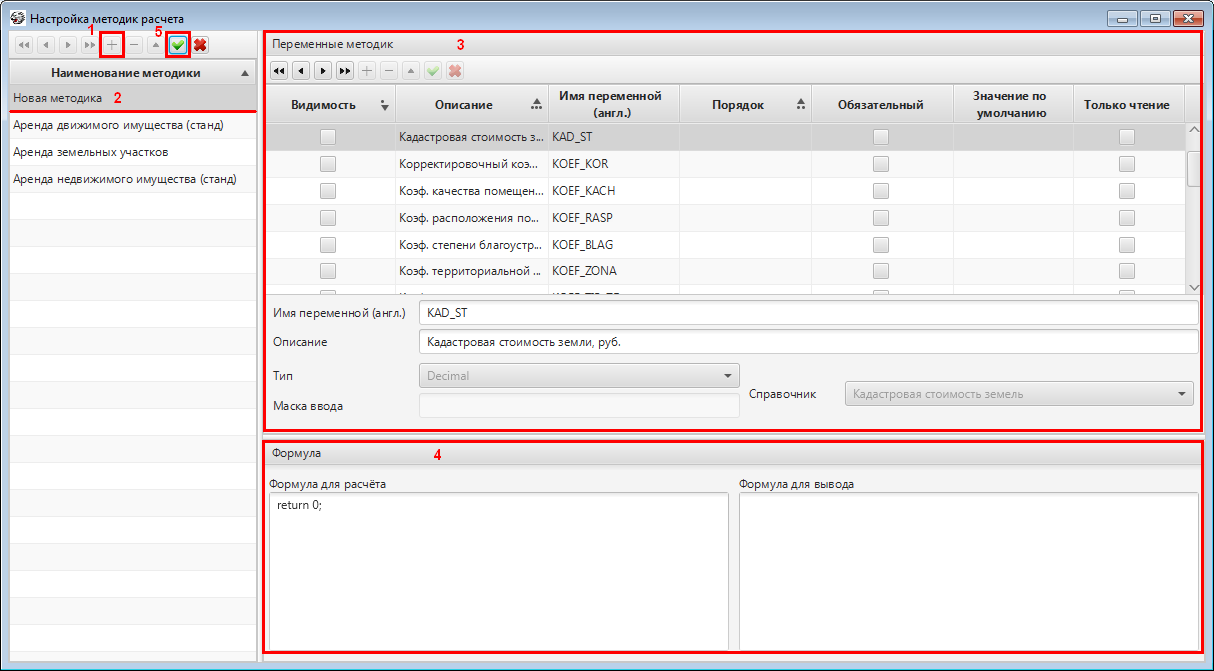 Настройка методик расчета
1
5
Наименование методики
Новая методика 2
Аренда движимого имущества (станд)
Аренда земельных участков
Аренда недвижимого имущества (станд)
Переменные методик 3
Видимость Описание Имя переменной (англ.) Порядок Обязательный Значение по умолчанию Только чтение
Кадастровая стоимость з... KAD_ST
Корректировочный коэ... KOEF_KOR
Коэф. качества помещен... KOEF_KACH
Коэф. расположения по... KOEF_RASP
Коэф. степени благоустр... KOEF_BLAG
Коэф. территориальной ... KOEF_ZONA
Имя переменной (англ.) KAD_ST
Описание Кадастровая стоимость земли, руб.
Тип Decimal
Справочник Кадастровая стоимость земель
Маска ввода
Формула 4
Формула для расчёта
return 0;
Формула для вывода